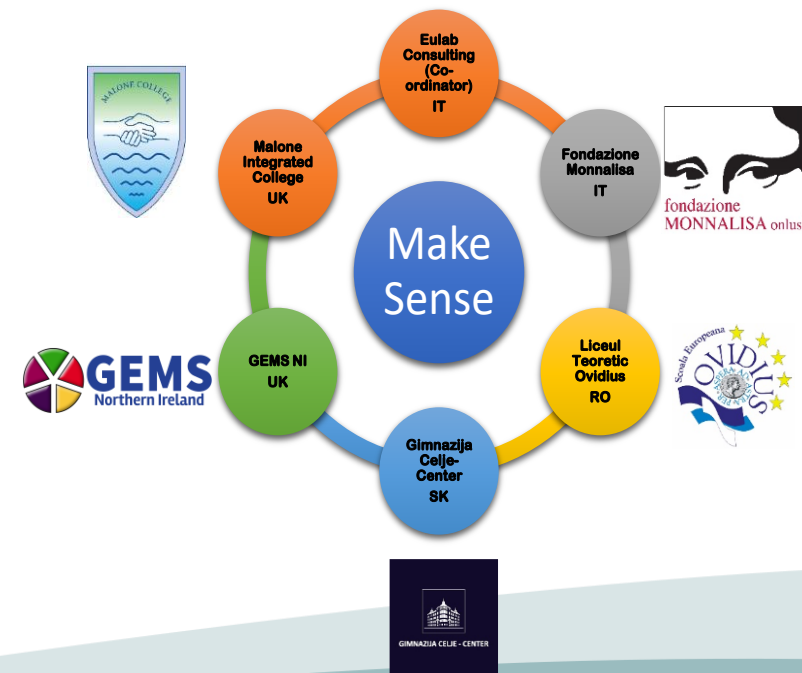 Eulab
Consulting
(Co-
ordinator)
IT
MALONE COLLEGE
Malone
Integrated
College
UK
Fondazione
Monnalisa
IT
fondazione
MONNALISA onlus
Make
Sense
GEMS
Northern Ireland
GEMS NI
UK
Liceul
Teoretic
Ovidius
RO
Scoala Europeana
OVIDIUS
Gimnazija
Celje-
Center
SK
GIMNAZIJA CELJE - CENTER